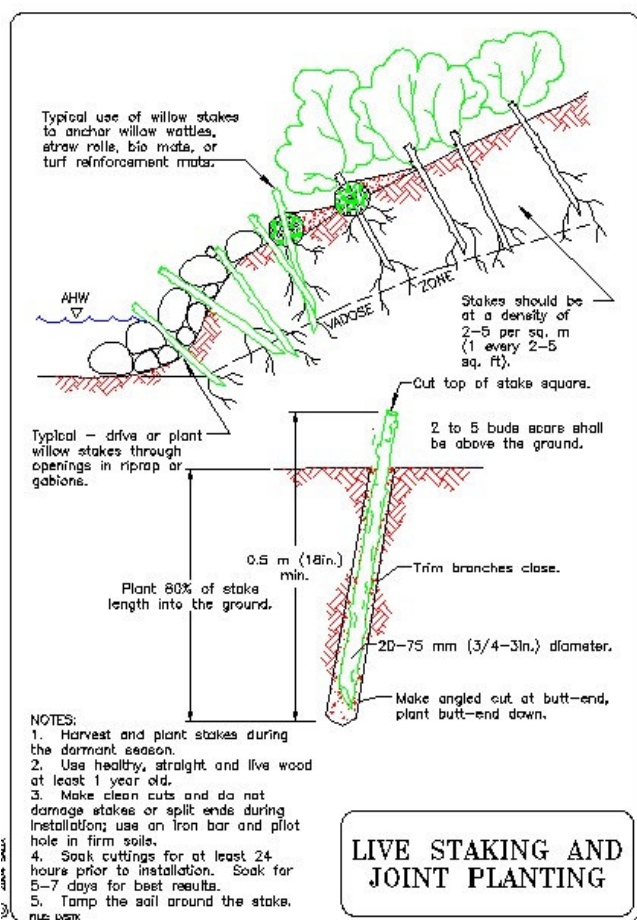 Typical use of willow stakes
to anchor willow wattles,
straw rolls, bio mats, or
turf reinforcement mats.
AHW
VADOSE ZONE
Stakes should be
at a density of
2-5 per sq. m
(1 every 2-5
sq. ft).
Typical - drive or plant
willow stakes through
openings in riprap or
gabions.
Cut top of stake square.
2 to 5 buds scars shall
be above the ground.
0.5 m (18in.)
min.
Plant 80% of stake
length into the ground.
Trim branches close.
20-75 mm (3/4-3in.) diameter.
Make angled cut at butt-end,
plant butt-end down.
NOTES:
1. Harvest and plant stakes during
the dormant season.
2. Use healthy, straight and live wood
at least 1 year old.
3. Make clean cuts and do not
damage stakes or split ends during
installation; use an iron bar and pilot
hole in firm soils.
4. Soak cuttings for at least 24
hours prior to installation. Soak for
5-7 days for best results.
5. Tamp the soil around the stake.
LIVE STAKING AND
JOINT PLANTING